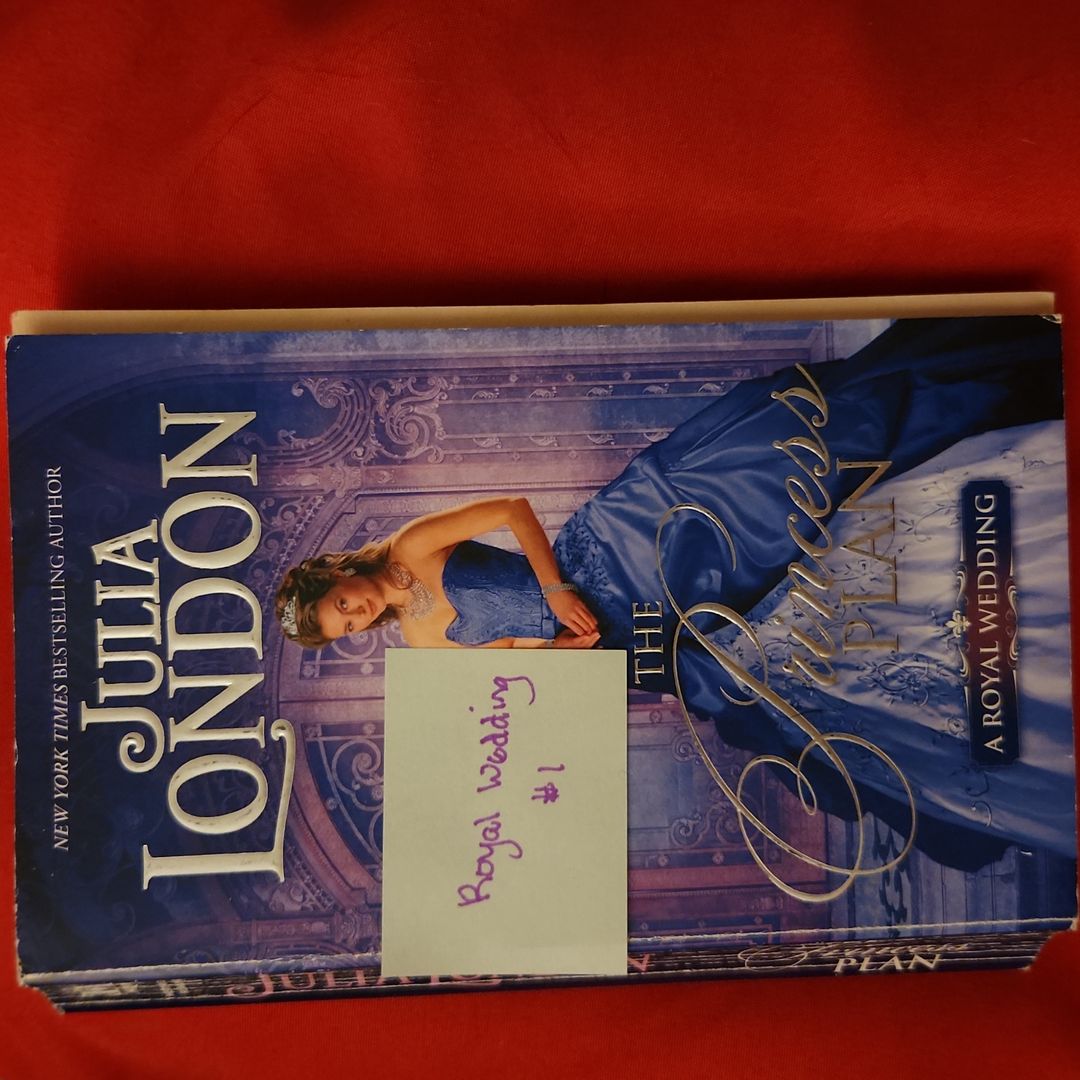 NEW YORK TIMES BESTSELLING AUTHOR
JULIA
LONDON
Royal Wedding
#1
THE
Princess
PLAN
A ROYAL WEDDING
PLAN